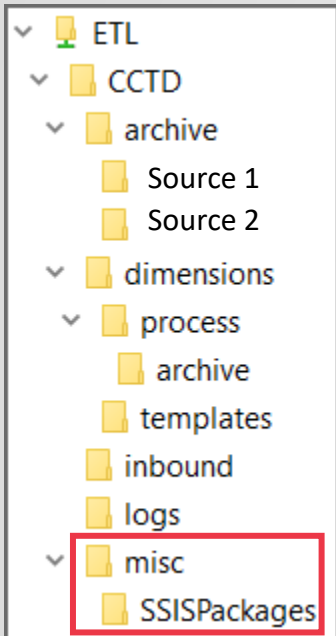 ETL
CCTD
archive
Source 1
Source 2
dimensions
process
archive
templates
inbound
logs
misc
SSISPackages